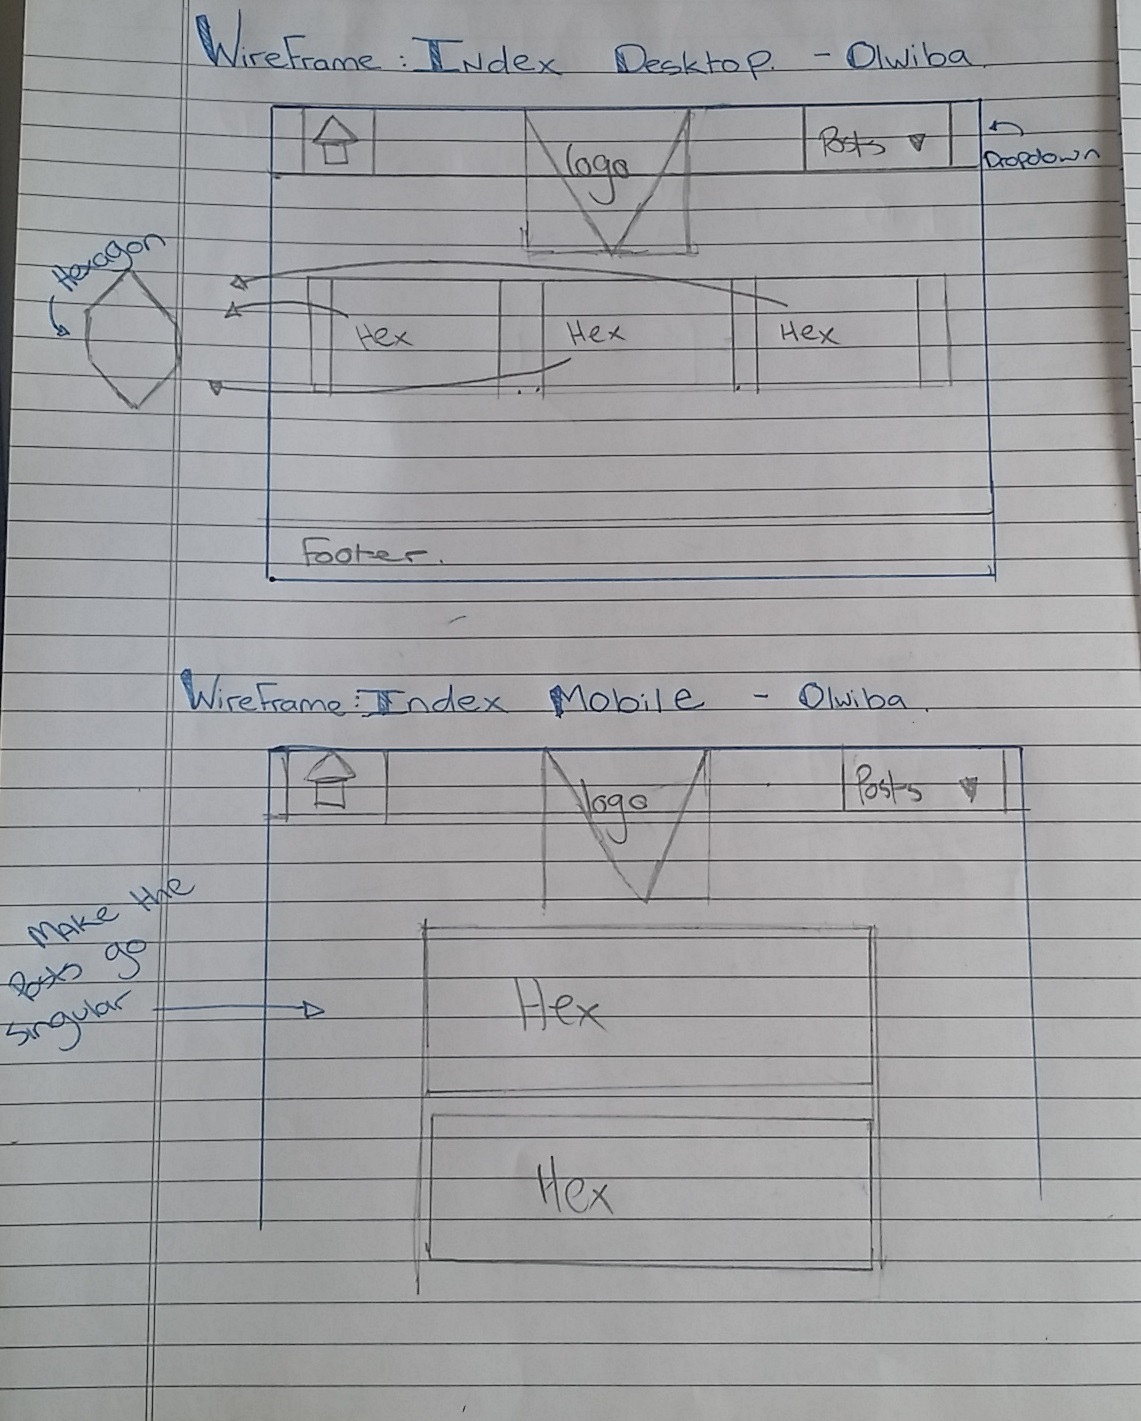 WireFrame: Index Desktop. - Olwiba.
logo
Posts
Dropdown
Hexagon
Hex Hex Hex
Footer.
WireFrame: Index Mobile - Olwiba.
logo
Posts
Make the
Posts go
Singular
Hex
Hex